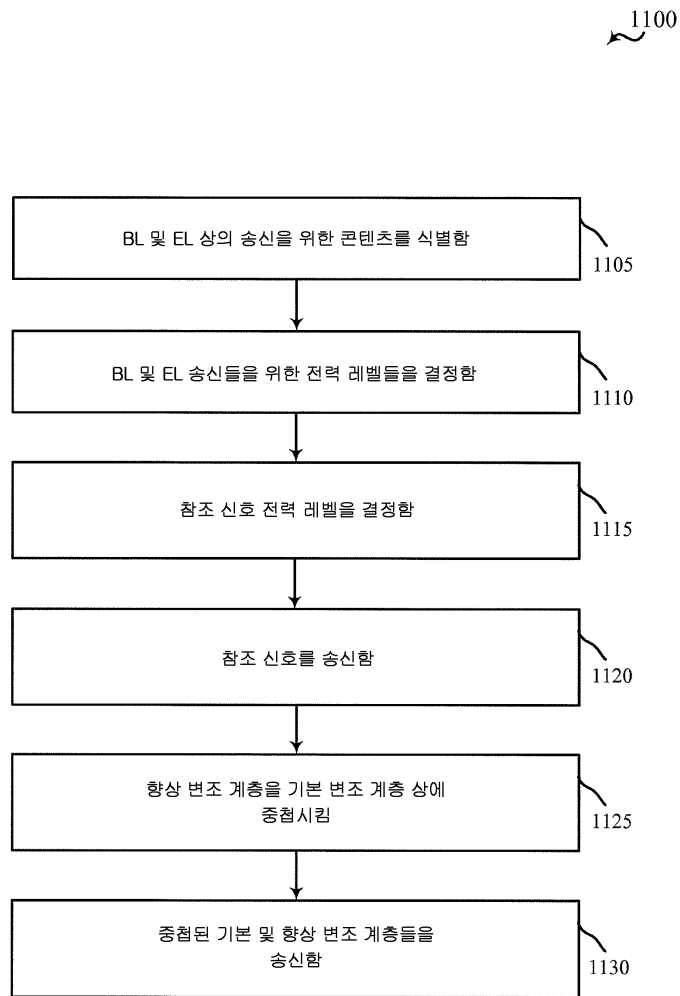 1100
BL 및 EL 상의 송신을 위한 콘텐츠를 식별함
1105
BL 및 EL 송신들을 위한 전력 레벨들을 결정함
1110
참조 신호 전력 레벨을 결정함
1115
참조 신호를 송신함
1120
향상 변조 계층을 기본 변조 계층 상에
중첩시킴
1125
중첩된 기본 및 향상 변조 계층들을
송신함
1130